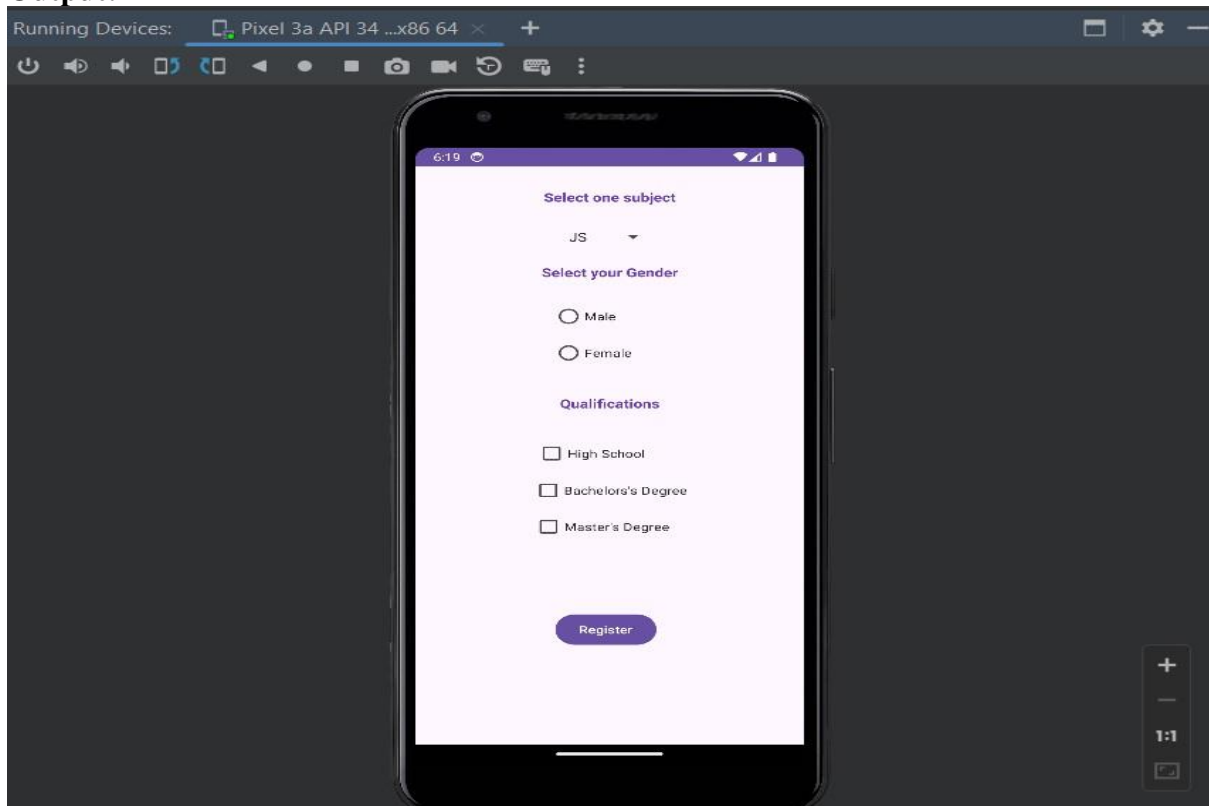 Running Devices: Pixel 3a API 34 ...x86 64
6:19
Select one subject
JS
Select your Gender
Male
Female
Qualifications
High School
Bachelors's Degree
Master's Degree
Register
1:1